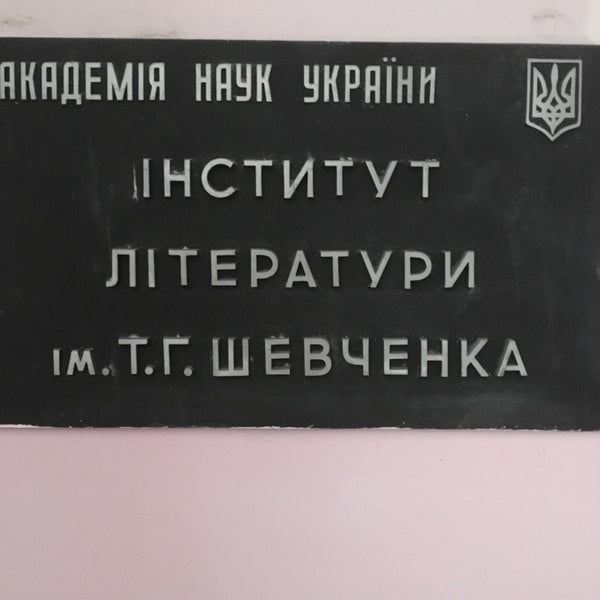 АКАДЕМІЯ НАУК УКРАЇНИ
ІНСТИТУТ
ЛІТЕРАТУРИ
ІМ. Т.Г. ШЕВЧЕНКА